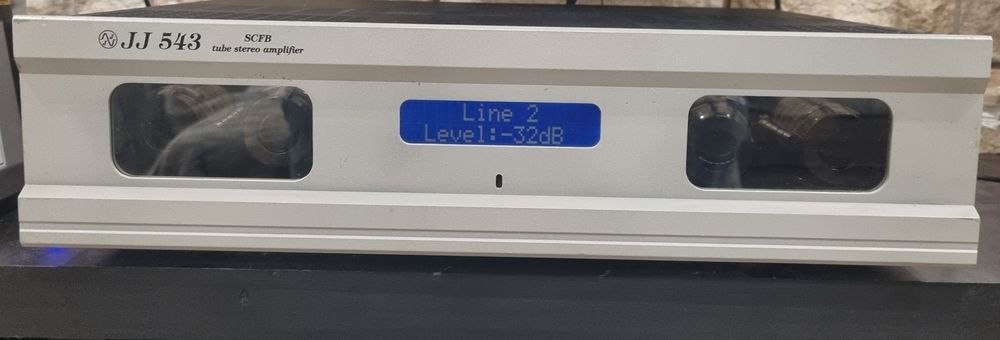 JJ 543
SCFB
tube stereo amplifier
Line 2
Level:-32dB